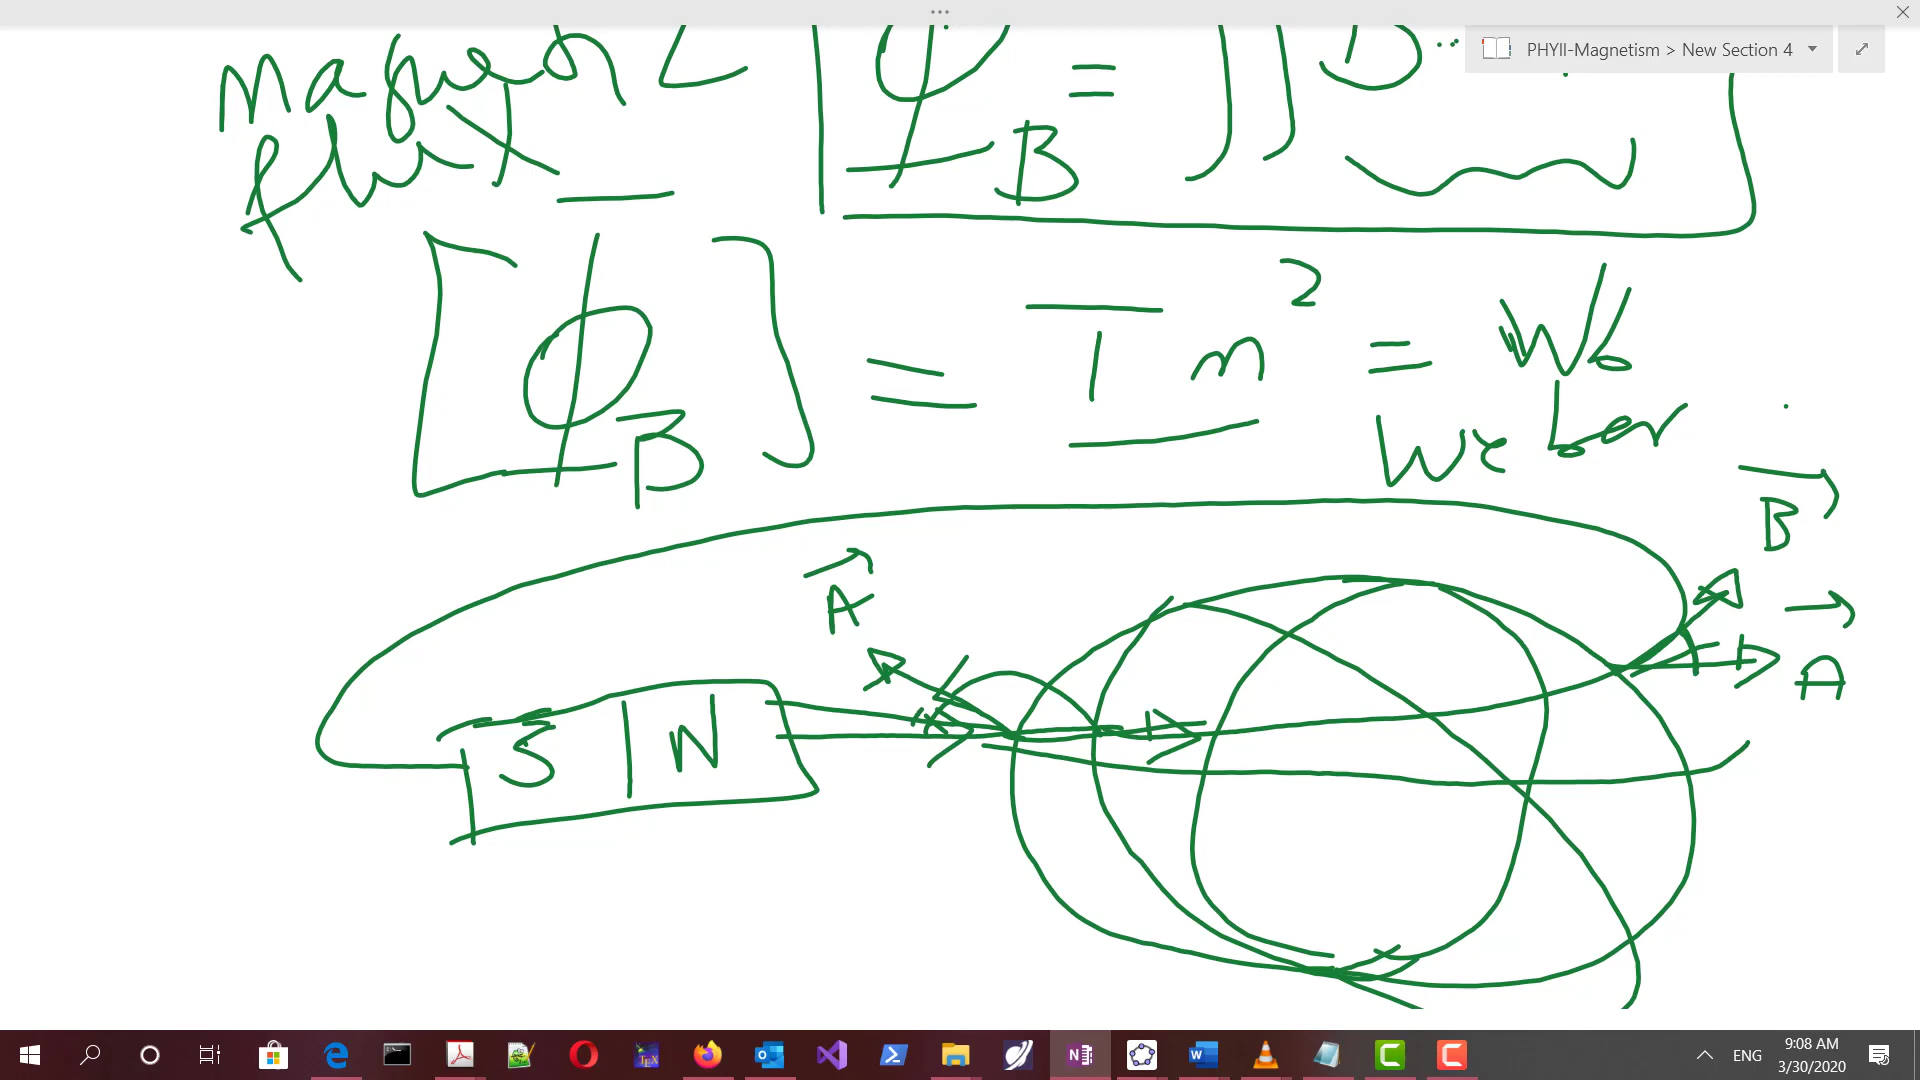 PHYII-Magnetism > New Section 4
Magnetic
flux
Φ_B = ∬ B
[Φ_B] = T m² = Wb
Weber
B
A
A
S | N
ENG
9:08 AM
3/30/2020